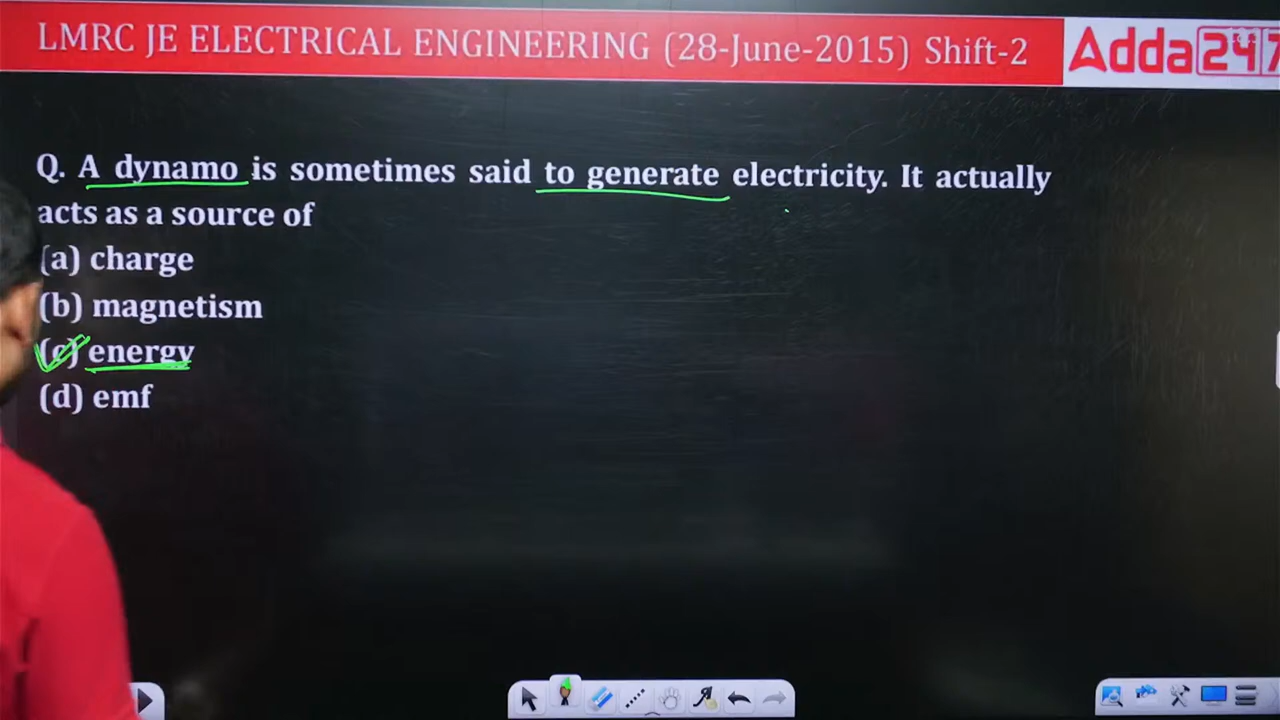 LMRC JE ELECTRICAL ENGINEERING (28-June-2015) Shift-2
Adda247
Q. A dynamo is sometimes said to generate electricity. It actually
acts as a source of
(a) charge
(b) magnetism
(c) energy
(d) emf